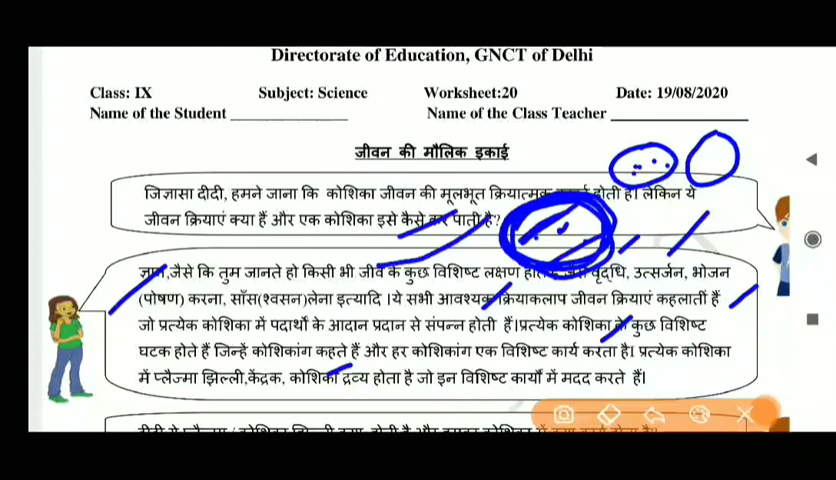 Directorate of Education, GNCT of Delhi
Class: IX Subject: Science Worksheet:20 Date: 19/08/2020
Name of the Student Name of the Class Teacher
जीवन की मौलिक इकाई
जिज्ञासा दीदी, हमने जाना कि कोशिका जीवन की मूलभूत क्रियात्मक होती है। लेकिन ये
जीवन क्रियाएं क्या हैं और एक कोशिका इसे कैसे कर पाती है?
ज्ञान,जैसे कि तुम जानते हो किसी भी जीव के कुछ विशिष्ट लक्षण वृद्धि, उत्सर्जन, भोजन
(पोषण) करना, साँस(श्वसन)लेना इत्यादि ।ये सभी आवश्यक क्रियाकलाप जीवन क्रियाएं कहलाती हैं
जो प्रत्येक कोशिका में पदार्थों के आदान प्रदान से संपन्न होती हैं।प्रत्येक कोशिका के कुछ विशिष्ट
घटक होते हैं जिन्हें कोशिकांग कहते हैं और हर कोशिकांग एक विशिष्ट कार्य करता है। प्रत्येक कोशिका
में प्लैज्मा झिल्ली,केंद्रक, कोशिका द्रव्य होता है जो इन विशिष्ट कार्यों में मदद करते हैं।